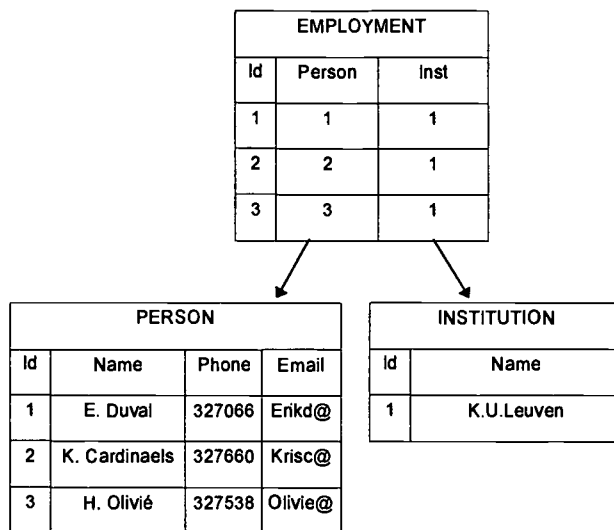 EMPLOYMENT
Id Person Inst
1 1 1
2 2 1
3 3 1
PERSON
Id Name Phone Email
1 E. Duval 327066 Erikd@
2 K. Cardinaels 327660 Krisc@
3 H. Olivié 327538 Olivie@
INSTITUTION
Id Name
1 K.U.Leuven